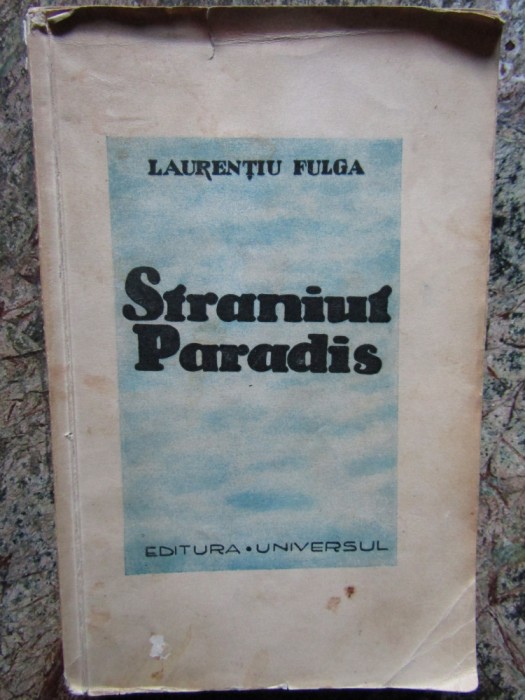 LAURENȚIU FULGA
Straniul
Paradis
EDITURA • UNIVERSUL